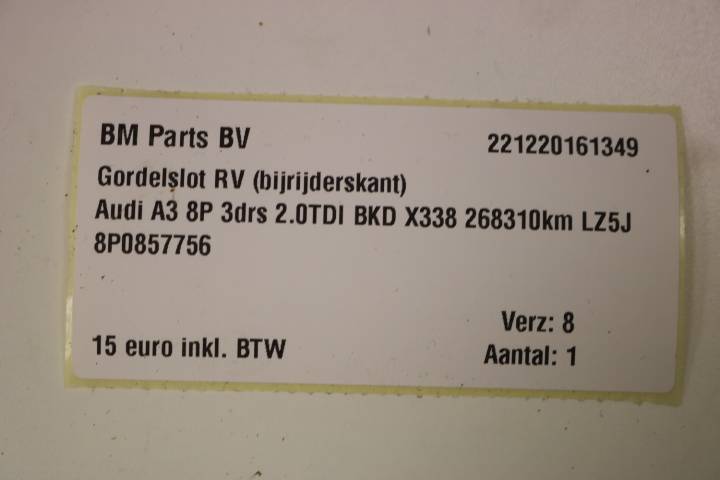 BM Parts BV 221220161349
Gordelslot RV (bijrijderskant)
Audi A3 8P 3drs 2.0TDI BKD X338 268310km LZ5J
8P0857756
Verz: 8
15 euro inkl. BTW Aantal: 1